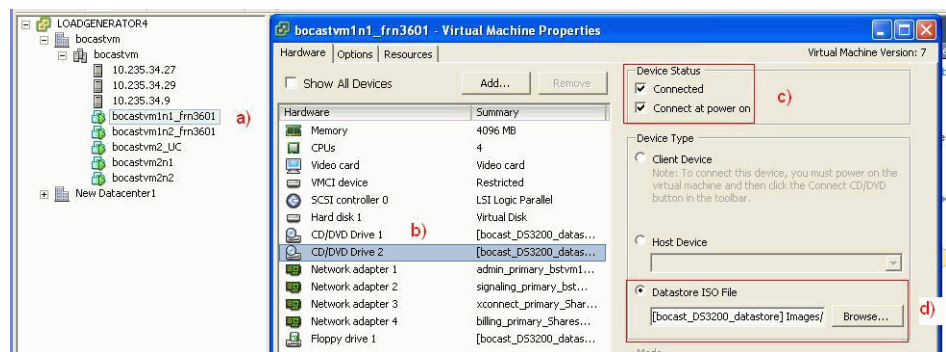 LOADGENERATOR4
bocastvm
bocastvm
10.235.34.27
10.235.34.29
10.235.34.9
bocastvm1n1_frn3601
a)
bocastvm1n2_frn3601
bocastvm2_UC
bocastvm2n1
bocastvm2n2
New Datacenter1
bocastvm1n1_frn3601 - Virtual Machine Properties
Hardware Options Resources
Virtual Machine Version: 7
Show All Devices
Add...
Remove
Hardware Summary
Memory 4096 MB
CPUs 4
Video card Video card
VMCI device Restricted
SCSI controller 0 LSI Logic Parallel
Hard disk 1 Virtual Disk
CD/DVD Drive 1 [bocast_DS3200_datas...
b)
CD/DVD Drive 2 [bocast_DS3200_datas...
Network adapter 1 admin_primary_bstvm1...
Network adapter 2 signaling_primary_bst...
Network adapter 3 xconnect_primary_Shar...
Network adapter 4 billing_primary_Shares...
Floppy drive 1 [bocast_DS3200_datas...
Device Status
Connected
c)
Connect at power on
Device Type
Client Device
Note: To connect this device, you must power on the
virtual machine and then click the Connect CD/DVD
button in the toolbar.
Host Device
Datastore ISO File
d)
[bocast_DS3200_datastore] Images/
Browse...